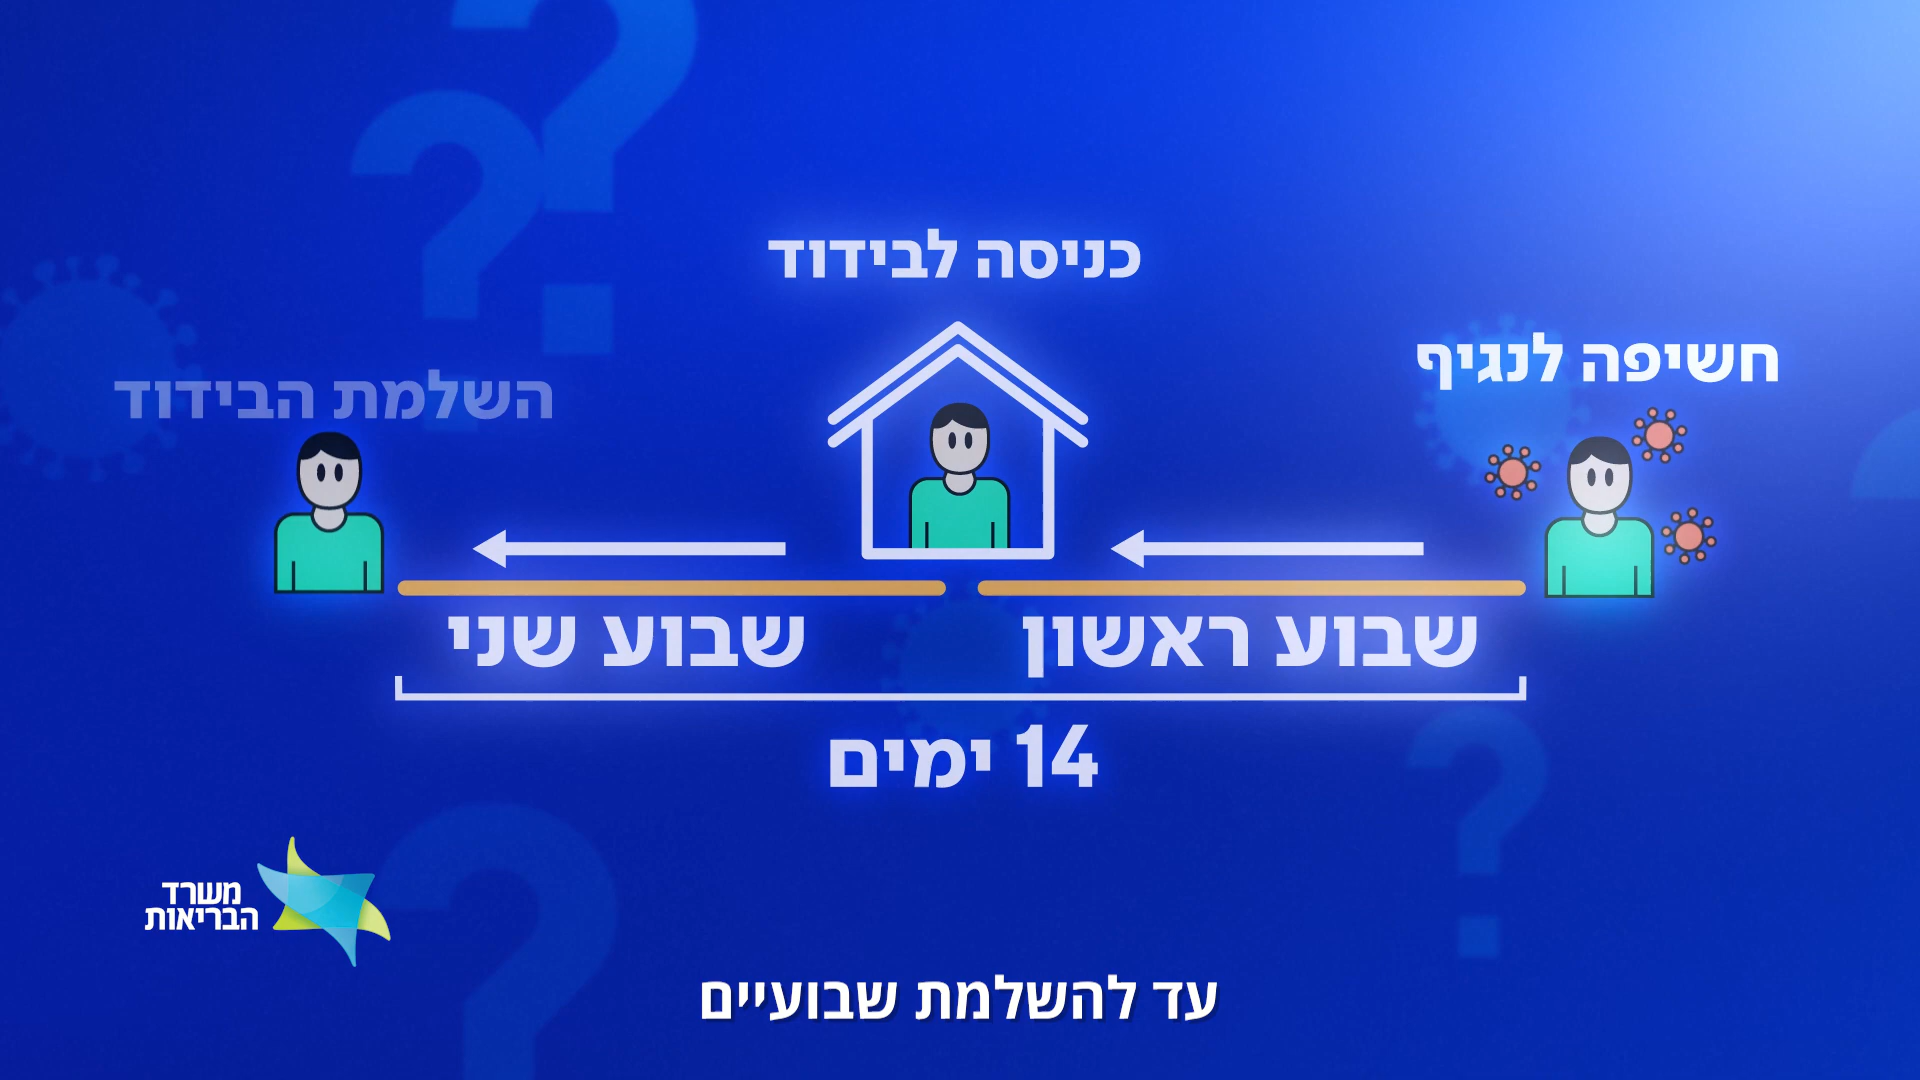 כניסה לבידוד
חשיפה לנגיף
השלמת הבידוד
שבוע ראשון
שבוע שני
14 ימים
משרד
הבריאות
עד להשלמת שבועיים